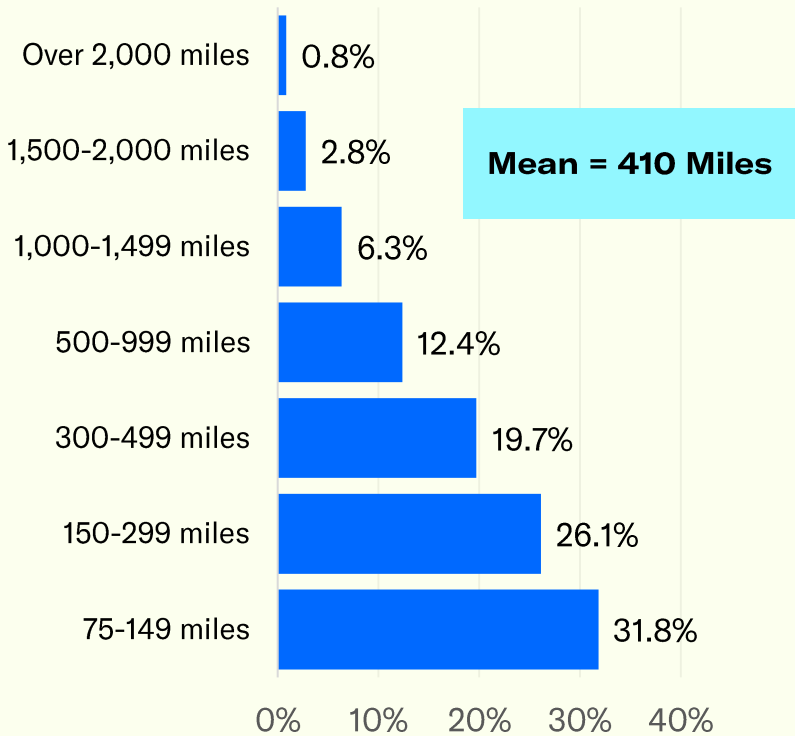 Over 2,000 miles 0.8%
1,500-2,000 miles 2.8%
Mean = 410 Miles
1,000-1,499 miles 6.3%
500-999 miles 12.4%
300-499 miles 19.7%
150-299 miles 26.1%
75-149 miles 31.8%
0% 10% 20% 30% 40%